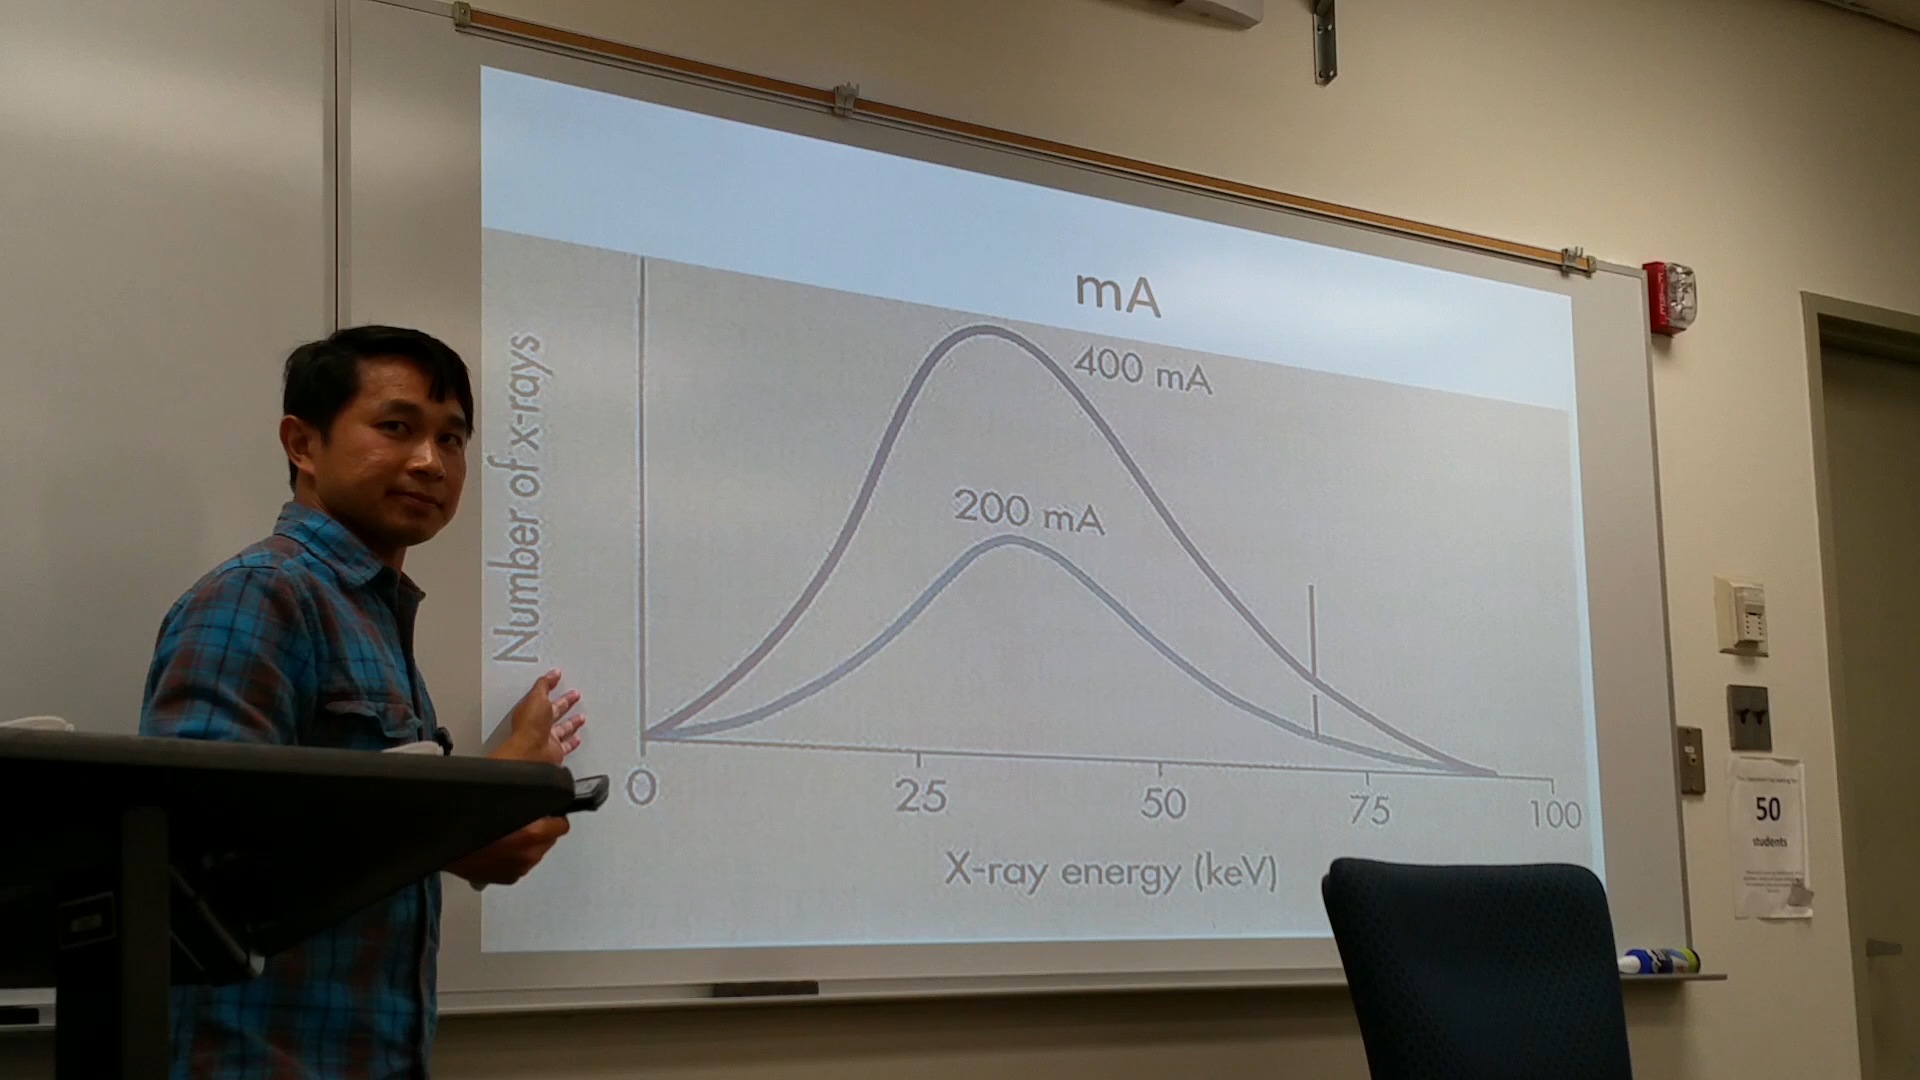 mA
400 mA
200 mA
Number of x-rays
0 25 50 75 100
X-ray energy (keV)
50
students